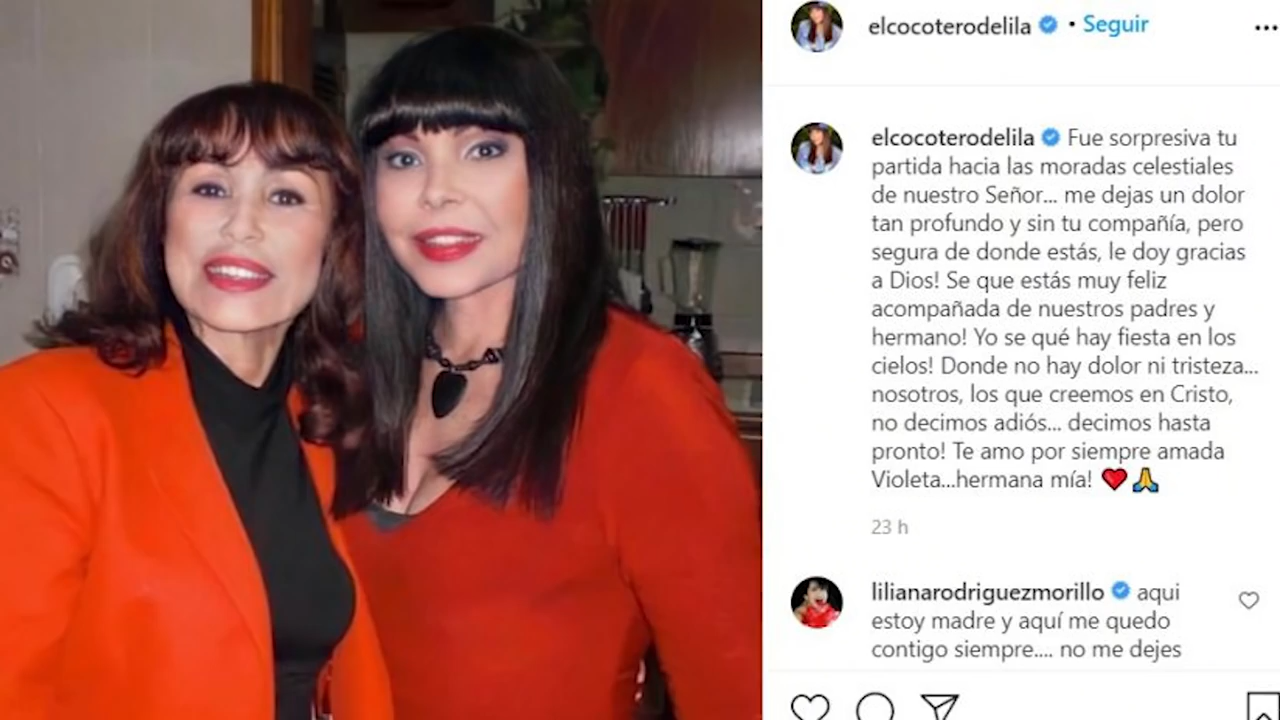 elcocoterodelila • Seguir
elcocoterodelila Fue sorpresiva tu
partida hacia las moradas celestiales
de nuestro Señor... me dejas un dolor
tan profundo y sin tu compañía, pero
segura de donde estás, le doy gracias
a Dios! Se que estás muy feliz
acompañada de nuestros padres y
hermano! Yo se qué hay fiesta en los
cielos! Donde no hay dolor ni tristeza...
nosotros, los que creemos en Cristo,
no decimos adiós... decimos hasta
pronto! Te amo por siempre amada
Violeta...hermana mía! ❤️🙏
23 h
lilianarodriguezmorillo aqui
estoy madre y aquí me quedo
contigo siempre.... no me dejes